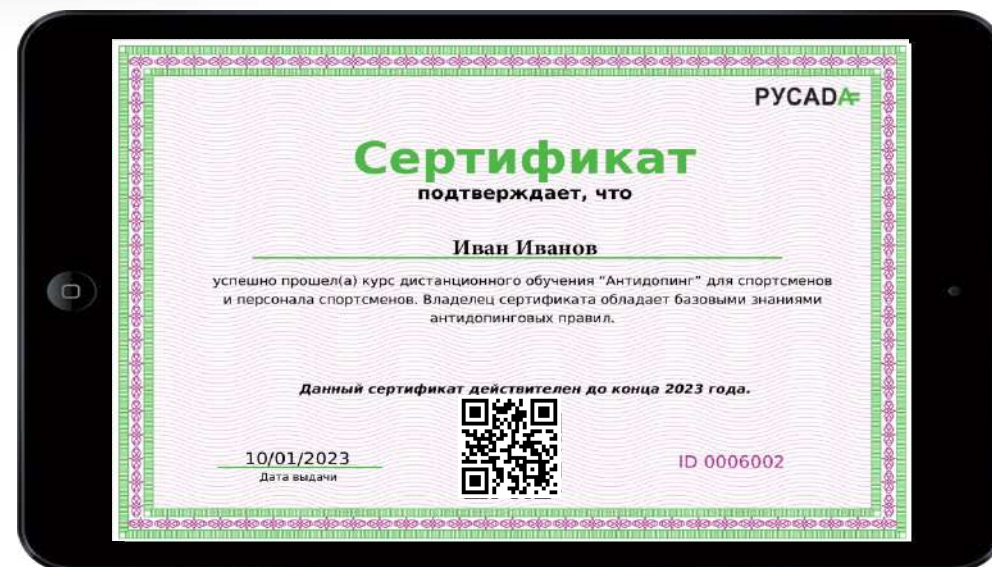 РУСАДА
Сертификат
подтверждает, что
Иван Иванов
успешно прошел(а) курс дистанционного обучения “Антидопинг” для спортсменов
и персонала спортсменов. Владелец сертификата обладает базовыми знаниями
антидопинговых правил.
Данный сертификат действителен до конца 2023 года.
10/01/2023
Дата выдачи
ID 0006002